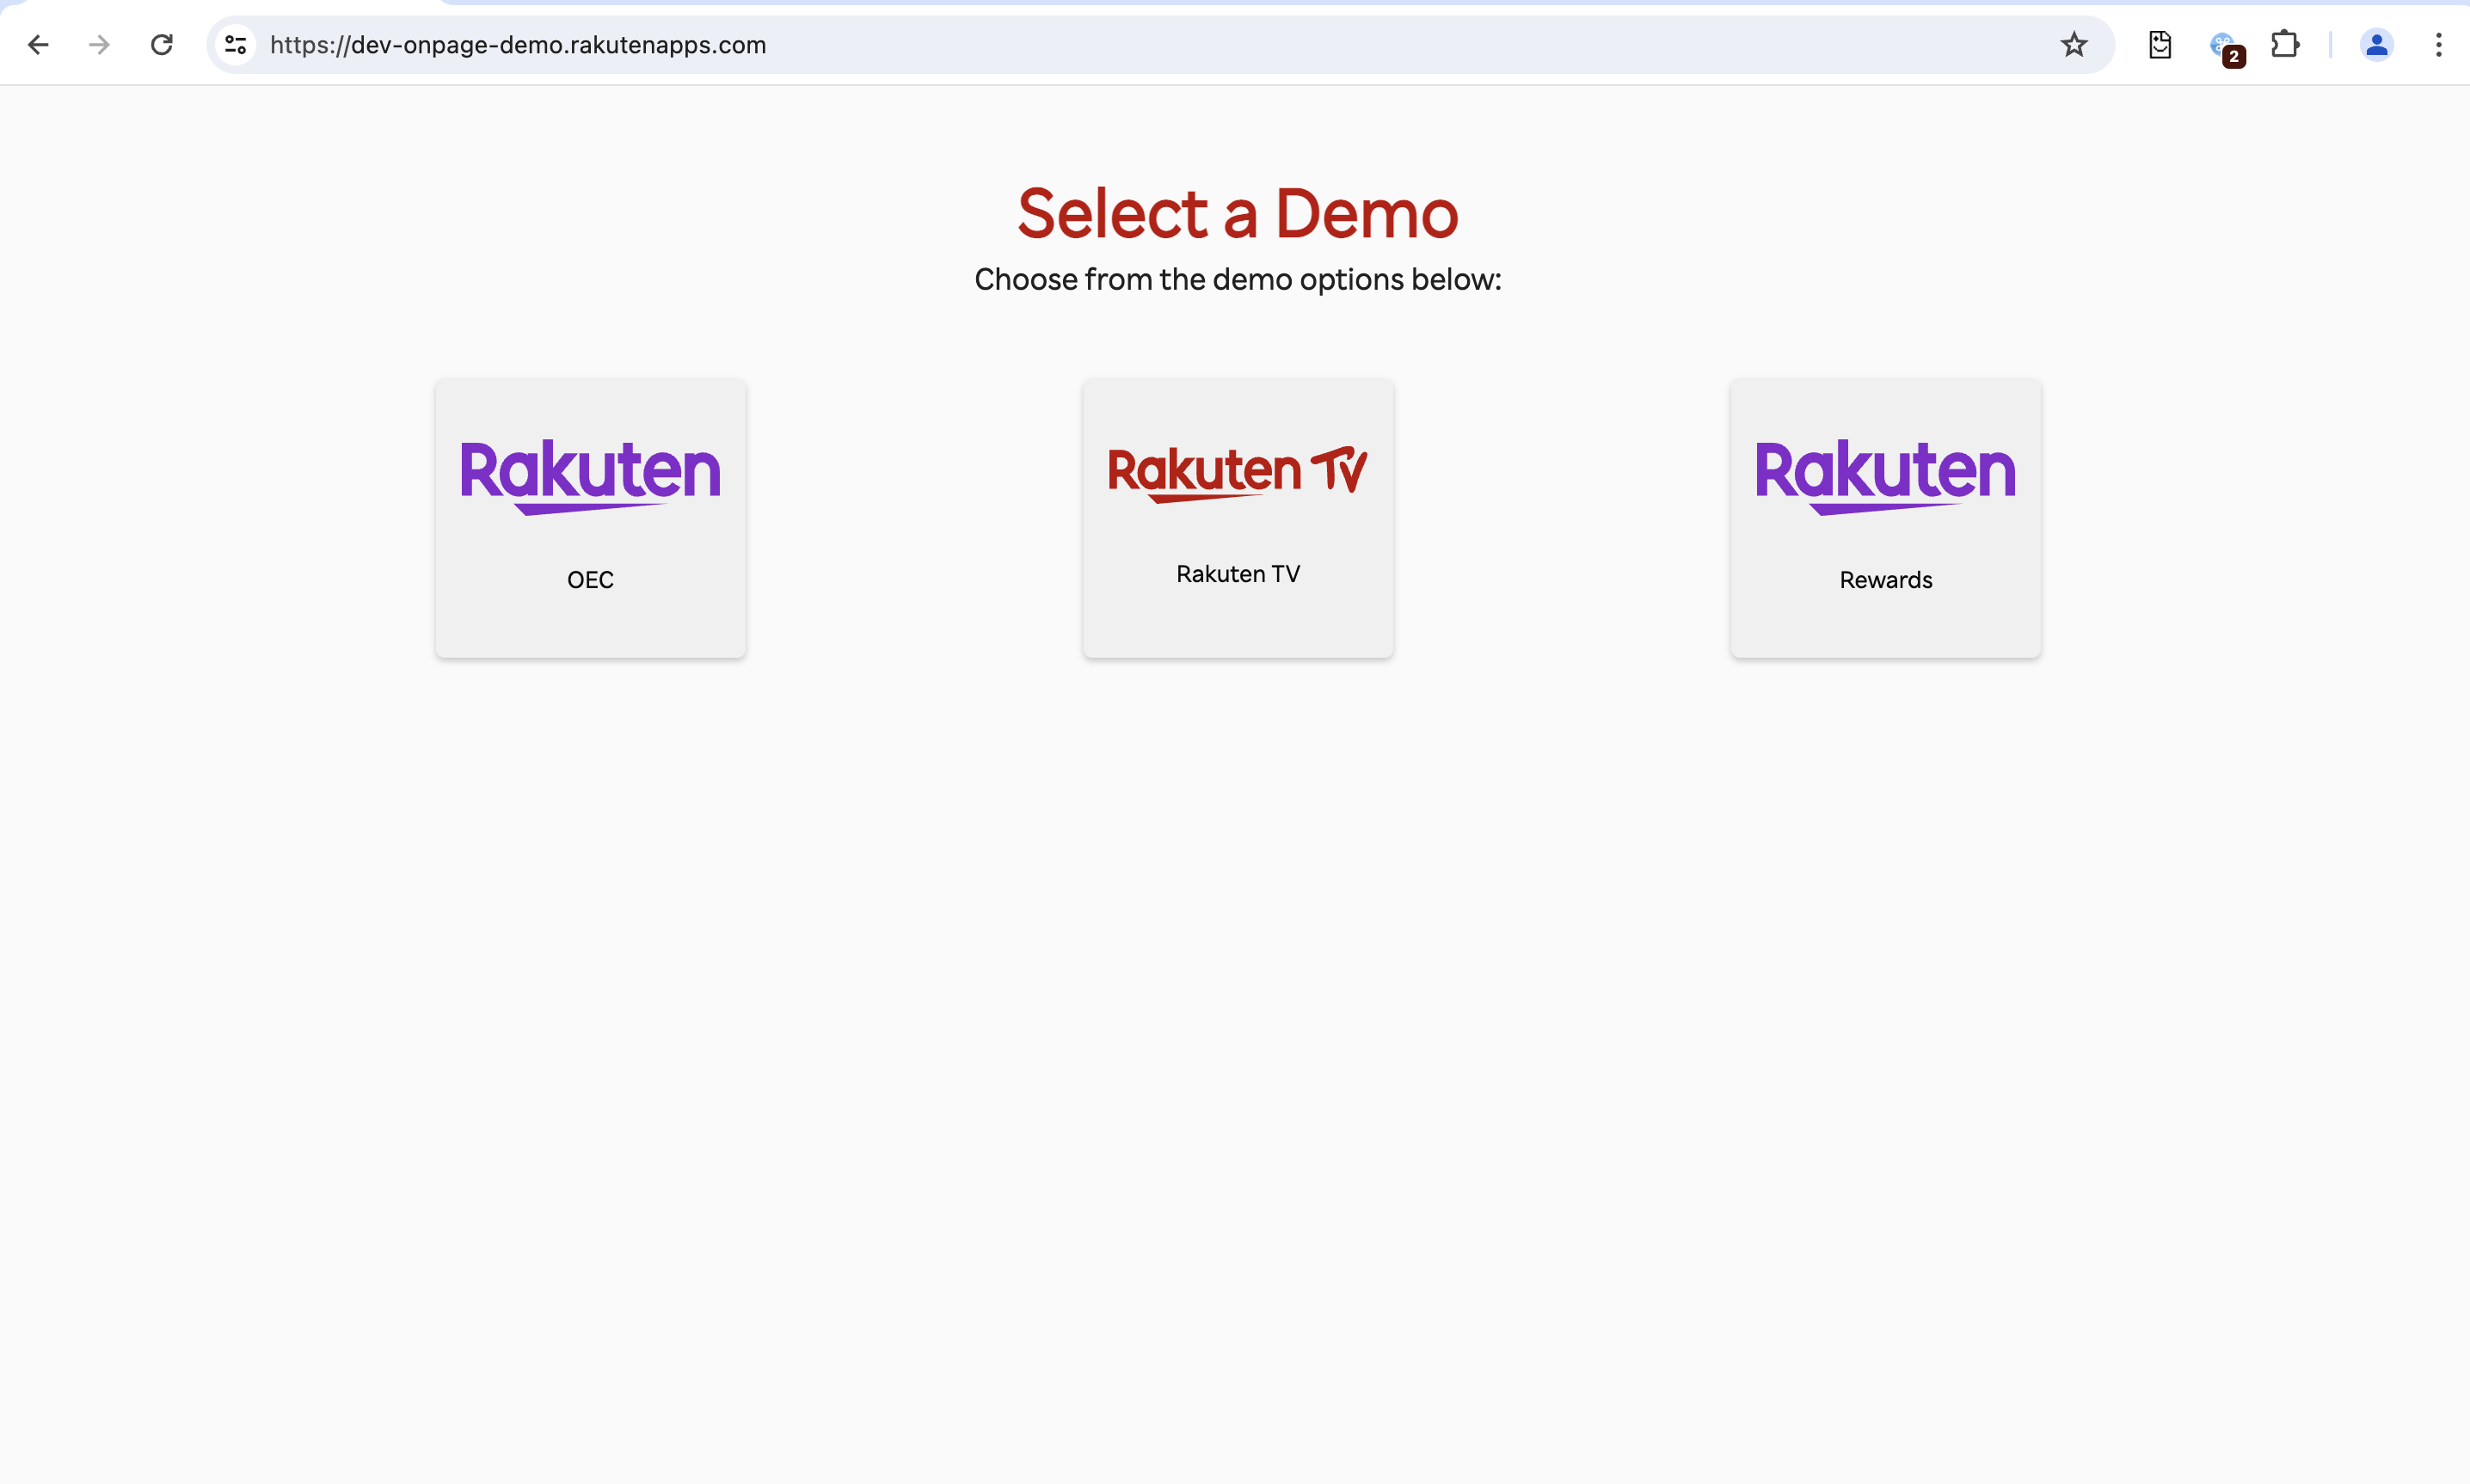 https://dev-onpage-demo.rakutenapps.com
2
Select a Demo
Choose from the demo options below:
Rakuten
Rakuten TV
Rakuten
OEC
Rakuten TV
Rewards